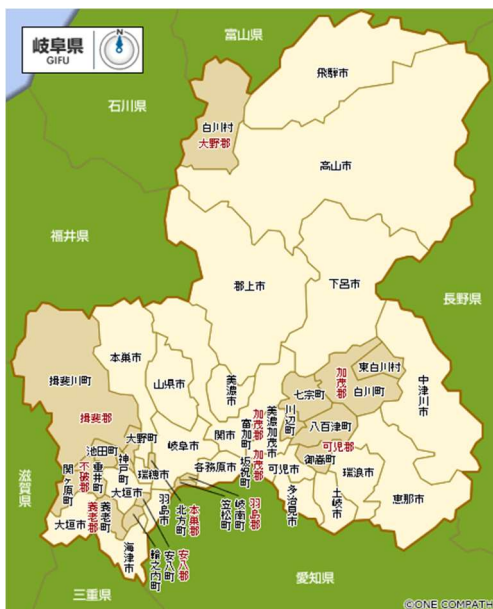 岐阜県
GIFU
N
富山県
石川県
飛騨市
白川村
大野郡
高山市
福井県
郡上市
下呂市
長野県
本巣市
山県市
美濃市
揖斐川町
揖斐郡
加茂郡
東白川村
白川町
七宗町
中津川市
川辺町
八百津町
美濃加茂市
加茂郡
富加町
坂祝町
加茂郡
関市
岐阜市
大野町
池田町
神戸町
可児郡
御嵩町
可児市
各務原市
瑞浪市
瑞穂市
不破郡
垂井町
関ヶ原町
大垣市
羽島市
北方町
本巣郡
笠松町
岐南町
羽島郡
多治見市
土岐市
恵那市
滋賀県
養老郡
養老町
大垣市
海津市
輪之内町
安八町
安八郡
愛知県
三重県
©ONE COMPATH